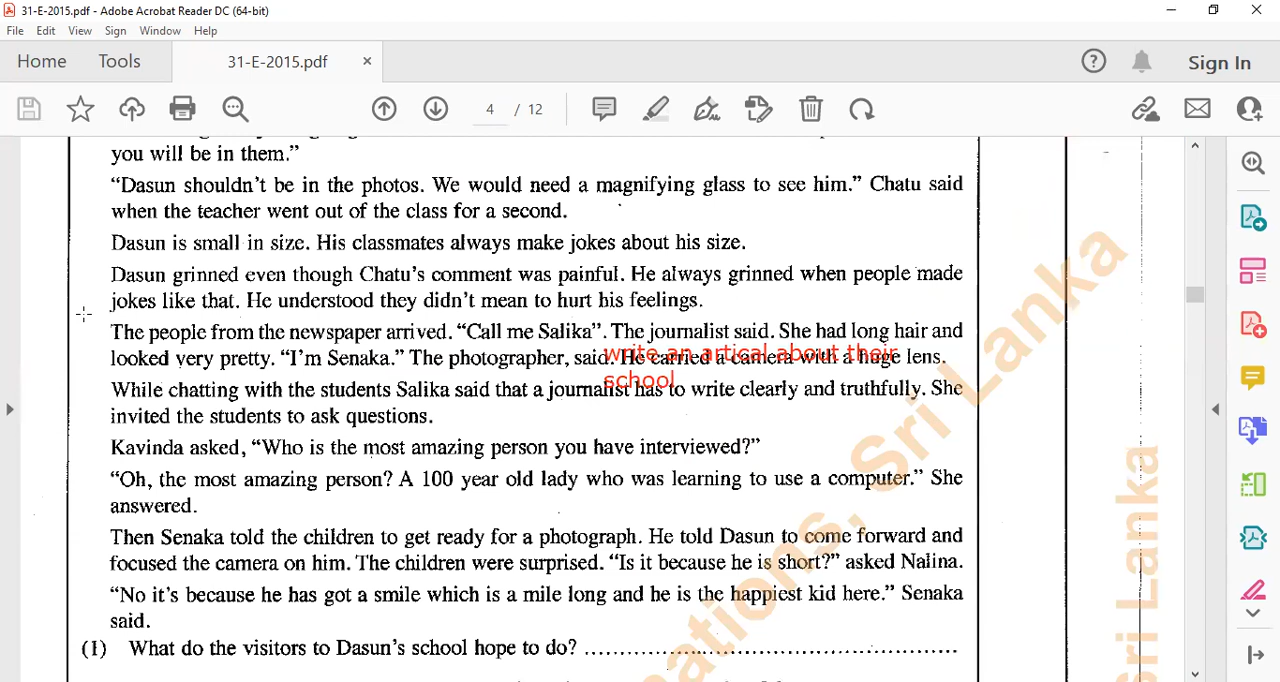 31-E-2015.pdf - Adobe Acrobat Reader DC (64-bit)
File Edit View Sign Window Help
Home Tools 31-E-2015.pdf × Sign In
4 / 12
you will be in them.”
“Dasun shouldn’t be in the photos. We would need a magnifying glass to see him.” Chatu said
when the teacher went out of the class for a second.
Dasun is small in size. His classmates always make jokes about his size.
Dasun grinned even though Chatu’s comment was painful. He always grinned when people made
jokes like that. He understood they didn’t mean to hurt his feelings.
The people from the newspaper arrived. “Call me Salika”. The journalist said. She had long hair and
looked very pretty. “I’m Senaka.” The photographer, said. He carried a camera with a huge lens.
write an artical about their
school
While chatting with the students Salika said that a journalist has to write clearly and truthfully. She
invited the students to ask questions.
Kavinda asked, “Who is the most amazing person you have interviewed?”
“Oh, the most amazing person? A 100 year old lady who was learning to use a computer.” She
answered.
Then Senaka told the children to get ready for a photograph. He told Dasun to come forward and
focused the camera on him. The children were surprised. “Is it because he is short?” asked Nalina.
“No it’s because he has got a smile which is a mile long and he is the happiest kid here.” Senaka
said.
(1) What do the visitors to Dasun’s school hope to do? ....................................................
ations, Sri Lanka
Sri Lanka